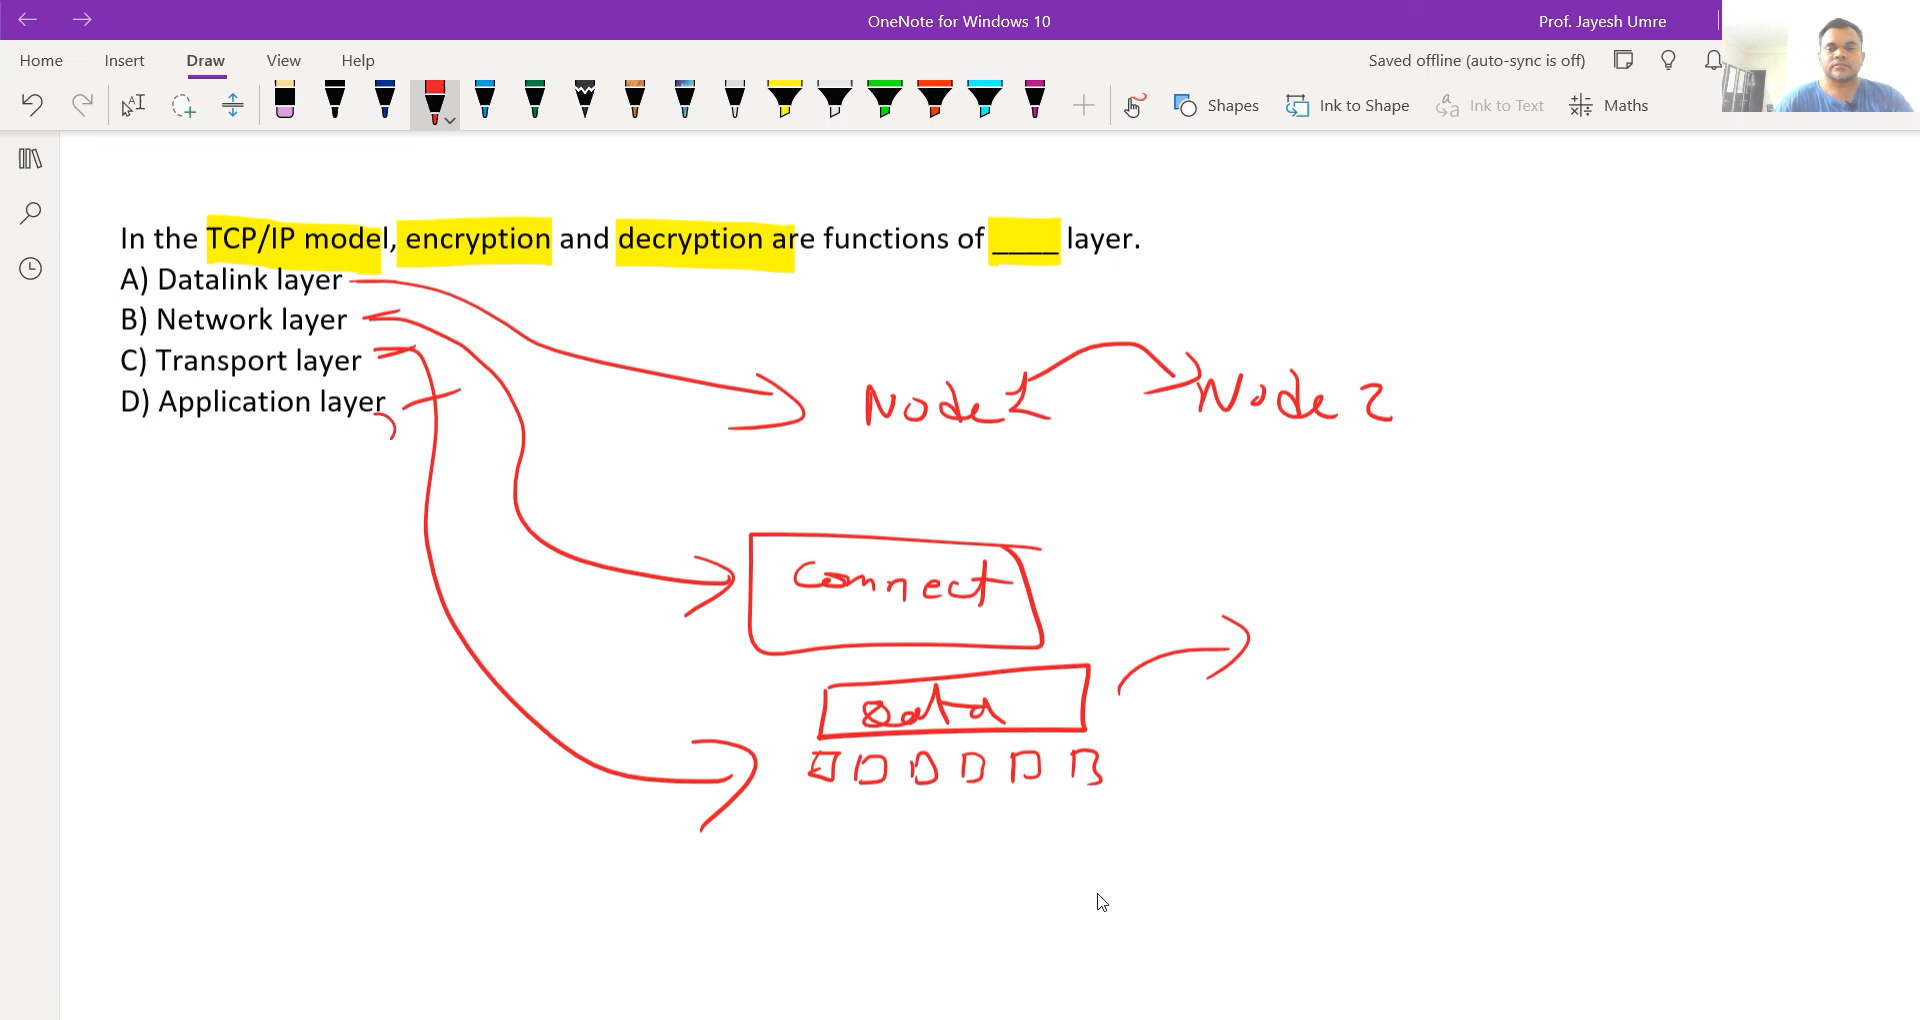 OneNote for Windows 10
Prof. Jayesh Umre
Home Insert Draw View Help
Saved offline (auto-sync is off)
Shapes Ink to Shape Ink to Text Maths
In the TCP/IP model, encryption and decryption are functions of ____ layer.
A) Datalink layer
B) Network layer
C) Transport layer
D) Application layer
Node 1 Node 2
Connect
Data